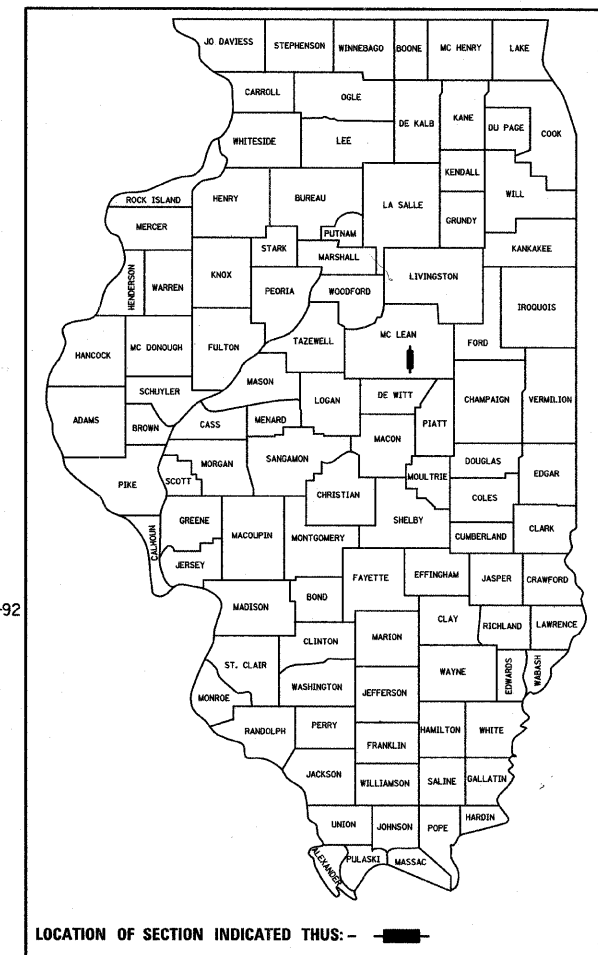 JO DAVIESS STEPHENSON WINNEBAGO BOONE MC HENRY LAKE
CARROLL OGLE DE KALB KANE DU PAGE COOK
WHITESIDE LEE KENDALL WILL
ROCK ISLAND HENRY BUREAU LA SALLE GRUNDY
MERCER PUTNAM KANKAKEE
HENDERSON WARREN KNOX STARK MARSHALL LIVINGSTON
PEORIA WOODFORD IROQUOIS
HANCOCK MC DONOUGH FULTON TAZEWELL MC LEAN FORD
SCHUYLER MASON LOGAN DE WITT CHAMPAIGN VERMILION
ADAMS BROWN CASS MENARD MACON PIATT
PIKE SCOTT MORGAN SANGAMON MOULTRIE DOUGLAS EDGAR
CHRISTIAN COLES
CALHOUN GREENE MACOUPIN MONTGOMERY SHELBY CUMBERLAND CLARK
JERSEY FAYETTE EFFINGHAM JASPER CRAWFORD
-92
MADISON BOND CLAY RICHLAND LAWRENCE
CLINTON MARION
ST. CLAIR WAYNE EDWARDS WABASH
MONROE WASHINGTON JEFFERSON
RANDOLPH PERRY HAMILTON WHITE
FRANKLIN
JACKSON WILLIAMSON SALINE GALLATIN
UNION JOHNSON POPE HARDIN
ALEXANDER PULASKI MASSAC
LOCATION OF SECTION INDICATED THUS: -